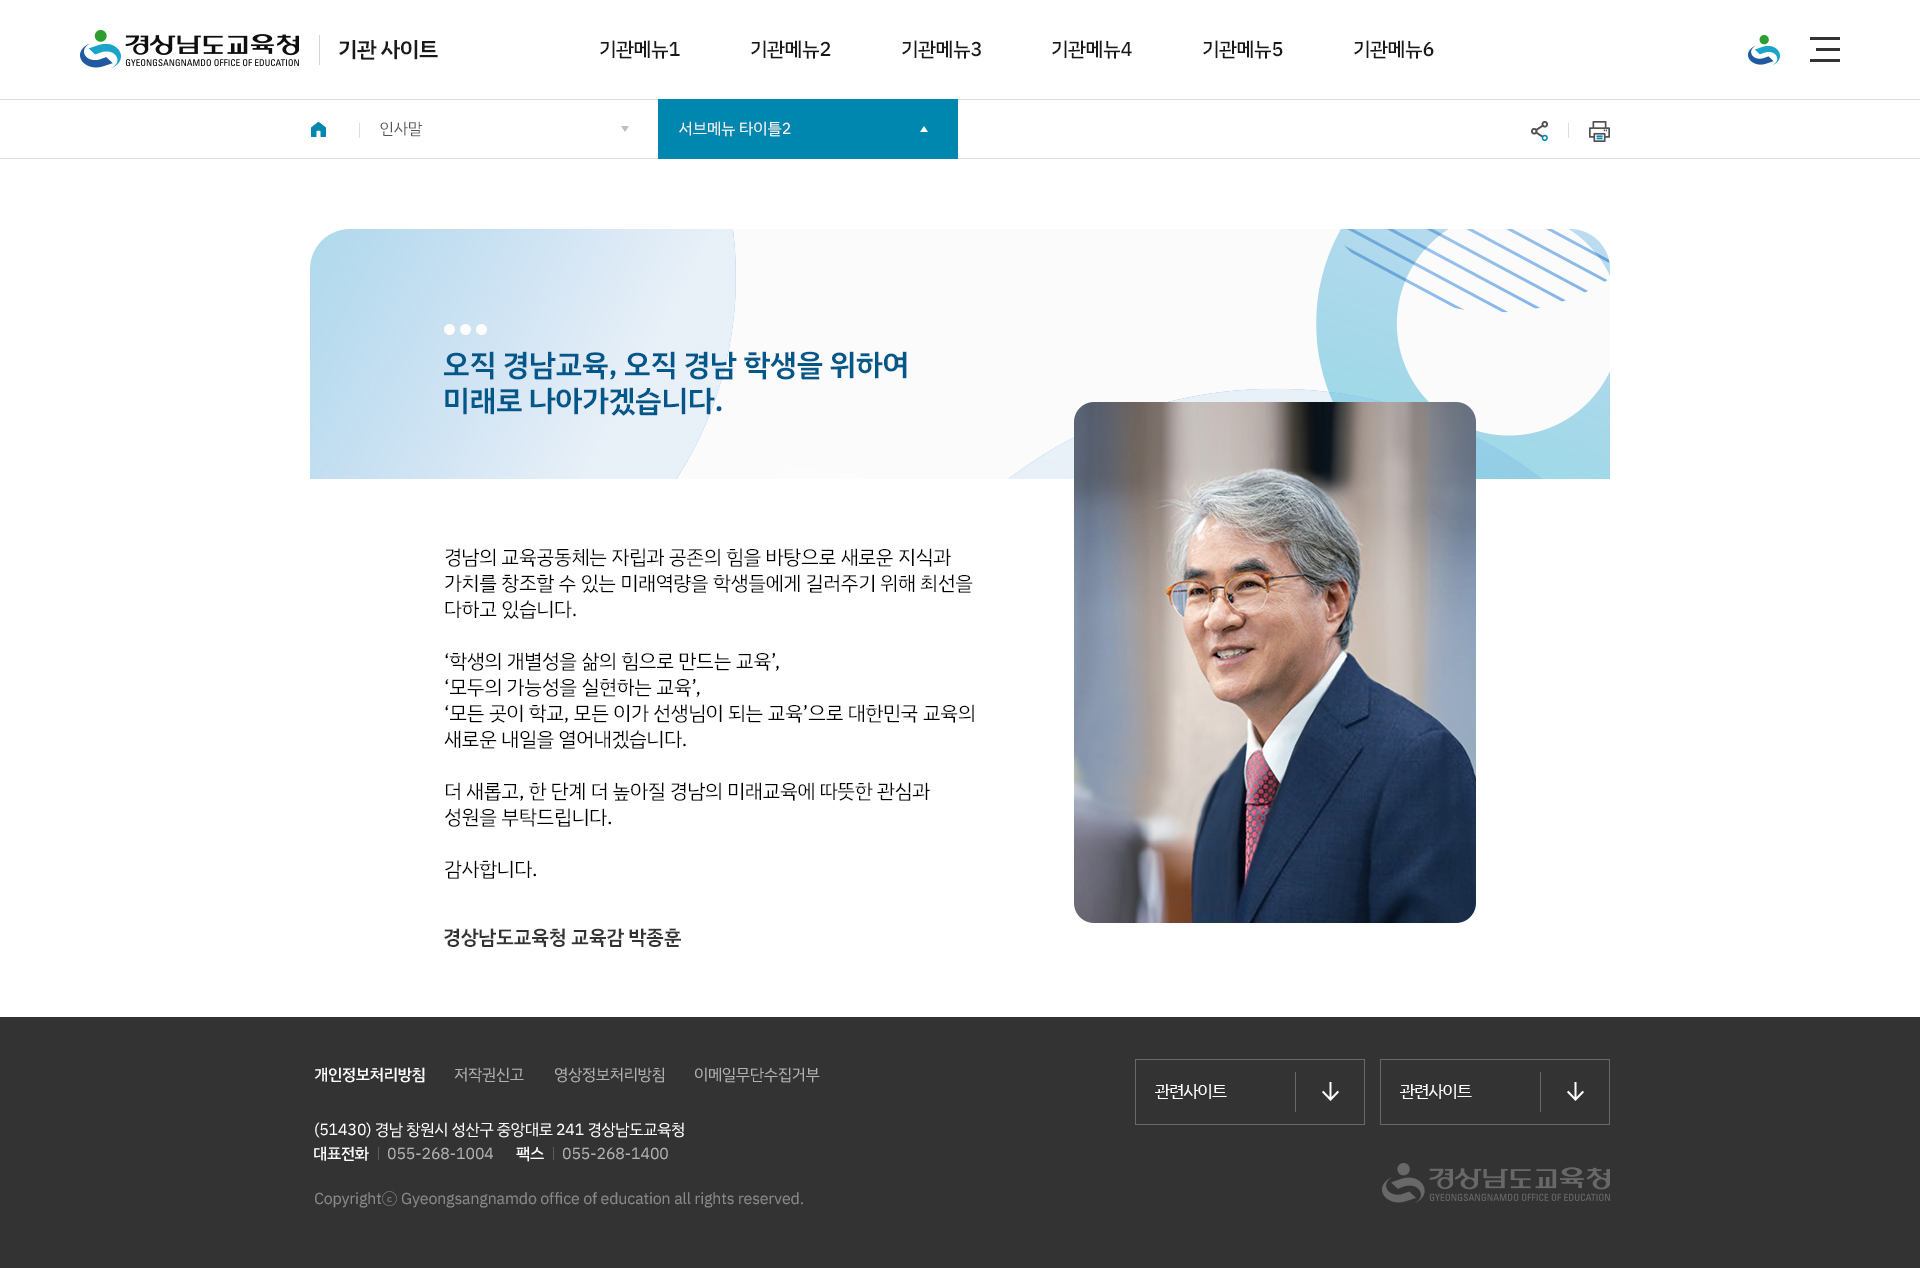 경상남도교육청
GYEONGSANGNAMDO OFFICE OF EDUCATION
기관 사이트
기관메뉴1
기관메뉴2
기관메뉴3
기관메뉴4
기관메뉴5
기관메뉴6
인사말
서브메뉴 타이틀2
오직 경남교육, 오직 경남 학생을 위하여
미래로 나아가겠습니다.
경남의 교육공동체는 자립과 공존의 힘을 바탕으로 새로운 지식과
가치를 창조할 수 있는 미래역량을 학생들에게 길러주기 위해 최선을
다하고 있습니다.
‘학생의 개별성을 삶의 힘으로 만드는 교육’,
‘모두의 가능성을 실현하는 교육’,
‘모든 곳이 학교, 모든 이가 선생님이 되는 교육’으로 대한민국 교육의
새로운 내일을 열어내겠습니다.
더 새롭고, 한 단계 더 높아질 경남의 미래교육에 따뜻한 관심과
성원을 부탁드립니다.
감사합니다.
경상남도교육청 교육감 박종훈
개인정보처리방침
저작권신고
영상정보처리방침
이메일무단수집거부
(51430) 경남 창원시 성산구 중앙대로 241 경상남도교육청
대표전화 055-268-1004 팩스 055-268-1400
Copyrightⓒ Gyeongsangnamdo office of education all rights reserved.
관련사이트
관련사이트
경상남도교육청
GYEONGSANGNAMDO OFFICE OF EDUCATION